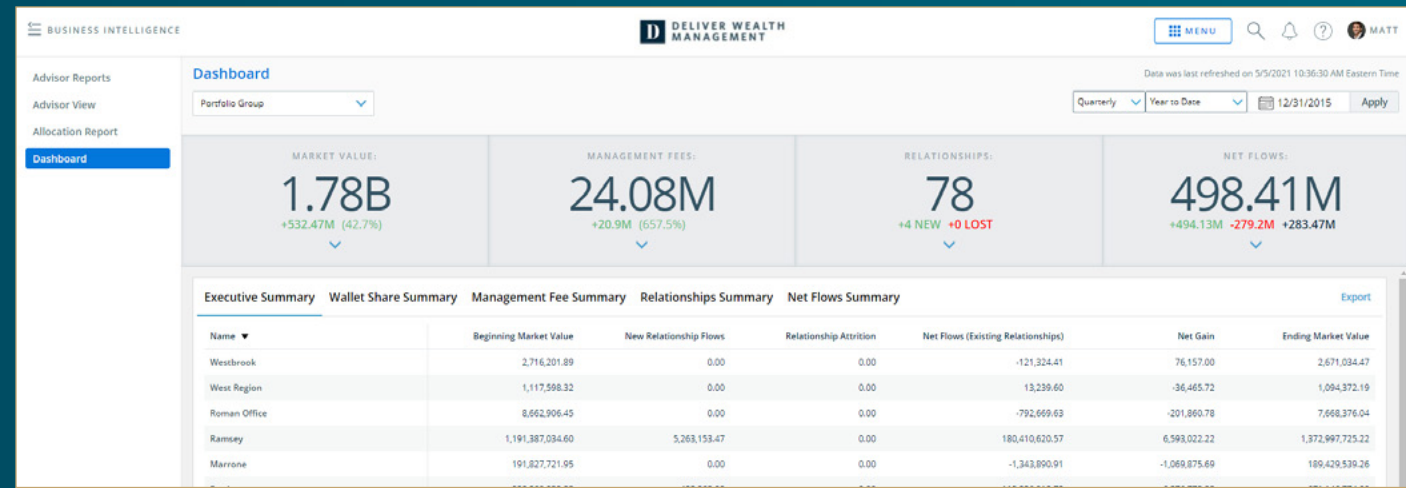 BUSINESS INTELLIGENCE
D DELIVER WEALTH
MANAGEMENT
MENU
MATT
Advisor Reports
Advisor View
Allocation Report
Dashboard
Dashboard
Data was last refreshed on 5/5/2021 10:36:30 AM Eastern Time
Portfolio Group
Quarterly Year to Date 12/31/2015 Apply
MARKET VALUE: MANAGEMENT FEES: RELATIONSHIPS: NET FLOWS:
1.78B 24.08M 78 498.41M
+532.47M (42.7%) +20.9M (657.5%) +4 NEW +0 LOST +494.13M -279.2M +283.47M
Executive Summary Wallet Share Summary Management Fee Summary Relationships Summary Net Flows Summary Export
Name ▼ Beginning Market Value New Relationship Flows Relationship Attrition Net Flows (Existing Relationships) Net Gain Ending Market Value
Westbrook 2,716,201.89 0.00 0.00 -121,324.41 76,157.00 2,671,034.47
West Region 1,117,598.32 0.00 0.00 13,239.60 -36,465.72 1,094,372.19
Roman Office 8,662,906.45 0.00 0.00 -792,669.63 -201,860.78 7,668,376.04
Ramsey 1,191,387,034.60 5,263,153.47 0.00 180,410,620.57 6,593,022.22 1,372,997,725.22
Marrone 191,827,721.95 0.00 0.00 -1,343,890.91 -1,069,875.69 189,429,539.26